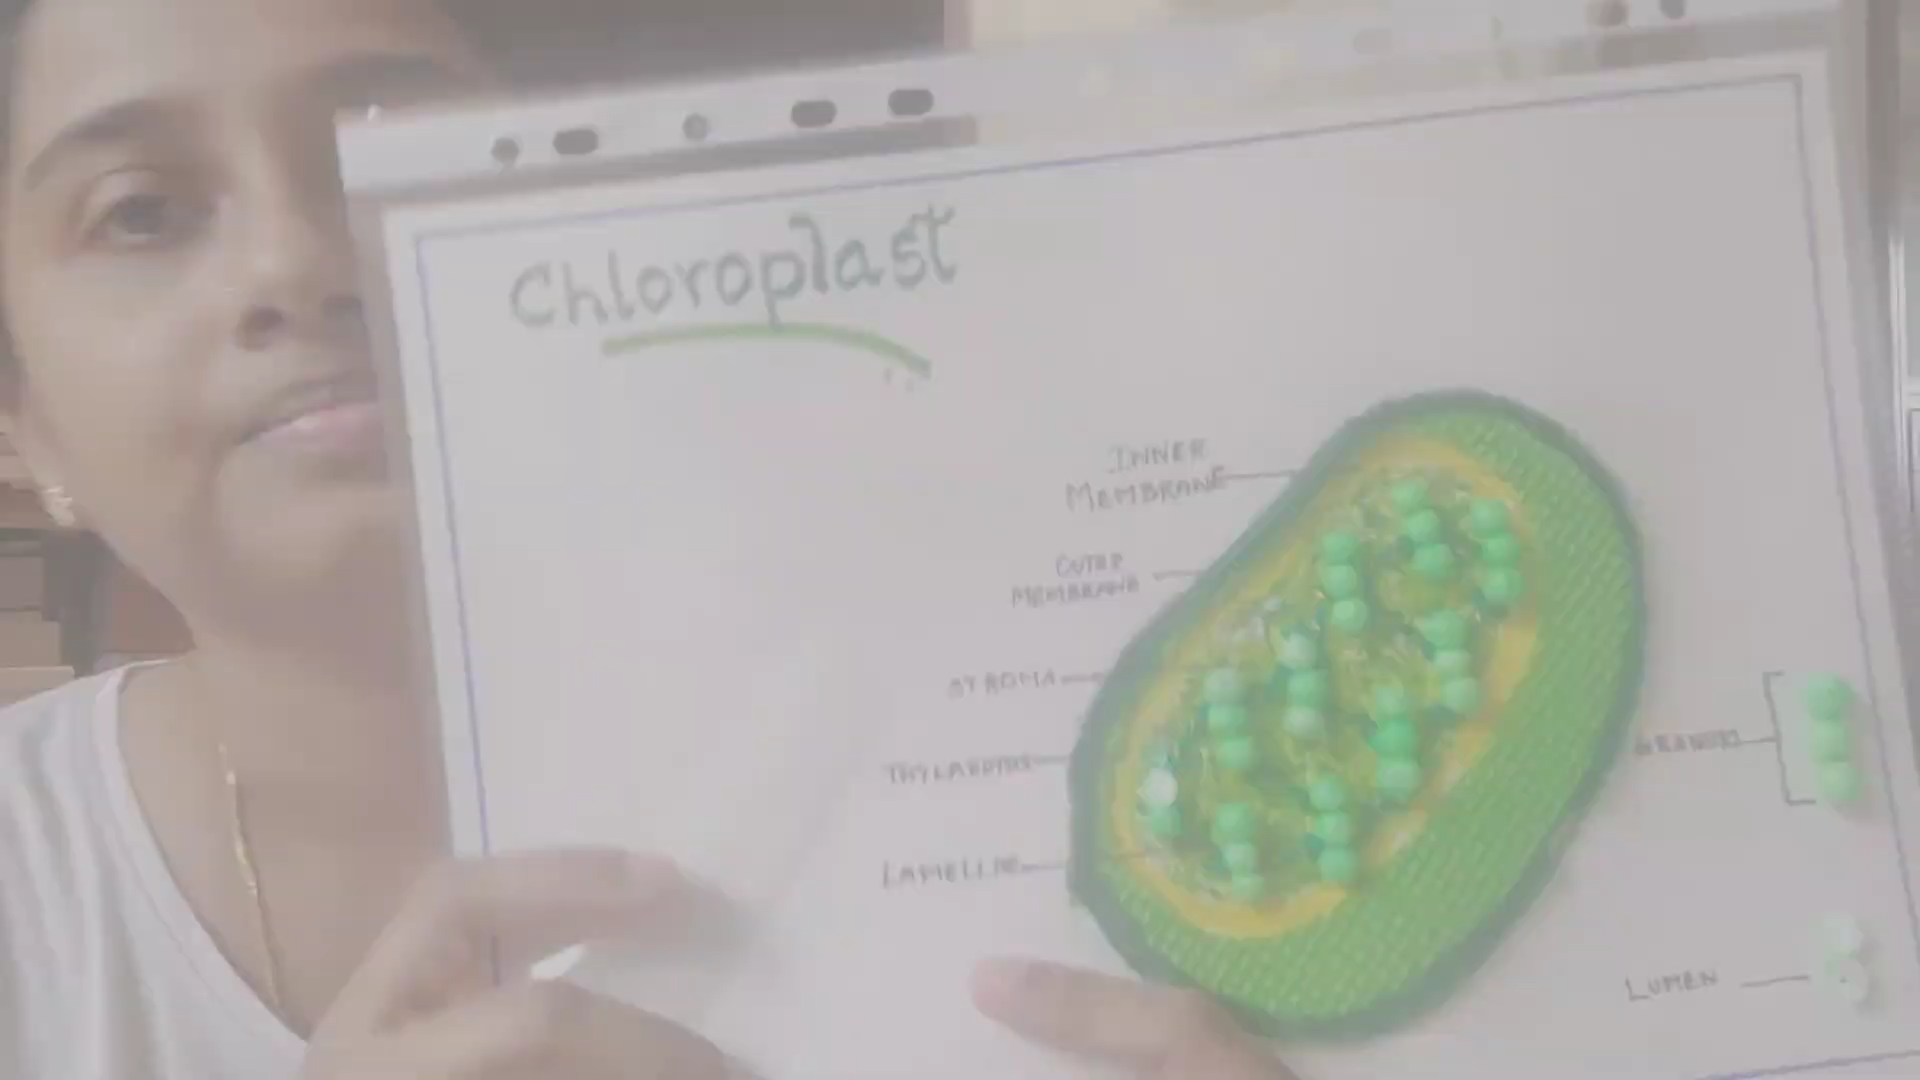 Chloroplast
INNER
MEMBRANE
OUTER
MEMBRANE
STROMA
LAMELLAE
LUMEN